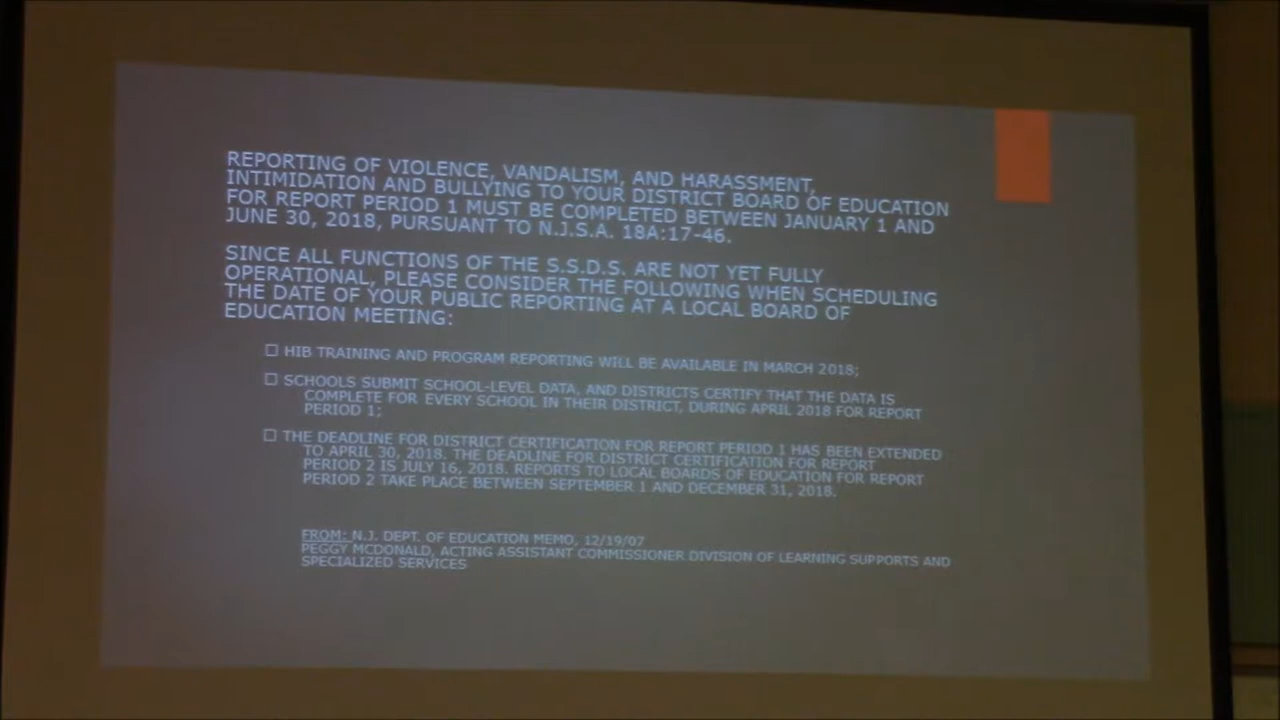 REPORTING OF VIOLENCE, VANDALISM, AND HARASSMENT,
INTIMIDATION AND BULLYING TO YOUR DISTRICT BOARD OF EDUCATION
FOR REPORT PERIOD 1 MUST BE COMPLETED BETWEEN JANUARY 1 AND
JUNE 30, 2018, PURSUANT TO N.J.S.A. 18A:17-46.
SINCE ALL FUNCTIONS OF THE S.S.D.S. ARE NOT YET FULLY
OPERATIONAL, PLEASE CONSIDER THE FOLLOWING WHEN SCHEDULING
THE DATE OF YOUR PUBLIC REPORTING AT A LOCAL BOARD OF
EDUCATION MEETING:
☐ HIB TRAINING AND PROGRAM REPORTING WILL BE AVAILABLE IN MARCH 2018;
☐ SCHOOLS SUBMIT SCHOOL-LEVEL DATA, AND DISTRICTS CERTIFY THAT THE DATA IS
COMPLETE FOR EVERY SCHOOL IN THEIR DISTRICT, DURING APRIL 2018 FOR REPORT
PERIOD 1;
☐ THE DEADLINE FOR DISTRICT CERTIFICATION FOR REPORT PERIOD 1 HAS BEEN EXTENDED
TO APRIL 30, 2018. THE DEADLINE FOR DISTRICT CERTIFICATION FOR REPORT
PERIOD 2 IS JULY 16, 2018. REPORTS TO LOCAL BOARDS OF EDUCATION FOR REPORT
PERIOD 2 TAKE PLACE BETWEEN SEPTEMBER 1 AND DECEMBER 31, 2018.
FROM: N.J. DEPT. OF EDUCATION MEMO, 12/19/07
PEGGY MCDONALD, ACTING ASSISTANT COMMISSIONER DIVISION OF LEARNING SUPPORTS AND
SPECIALIZED SERVICES